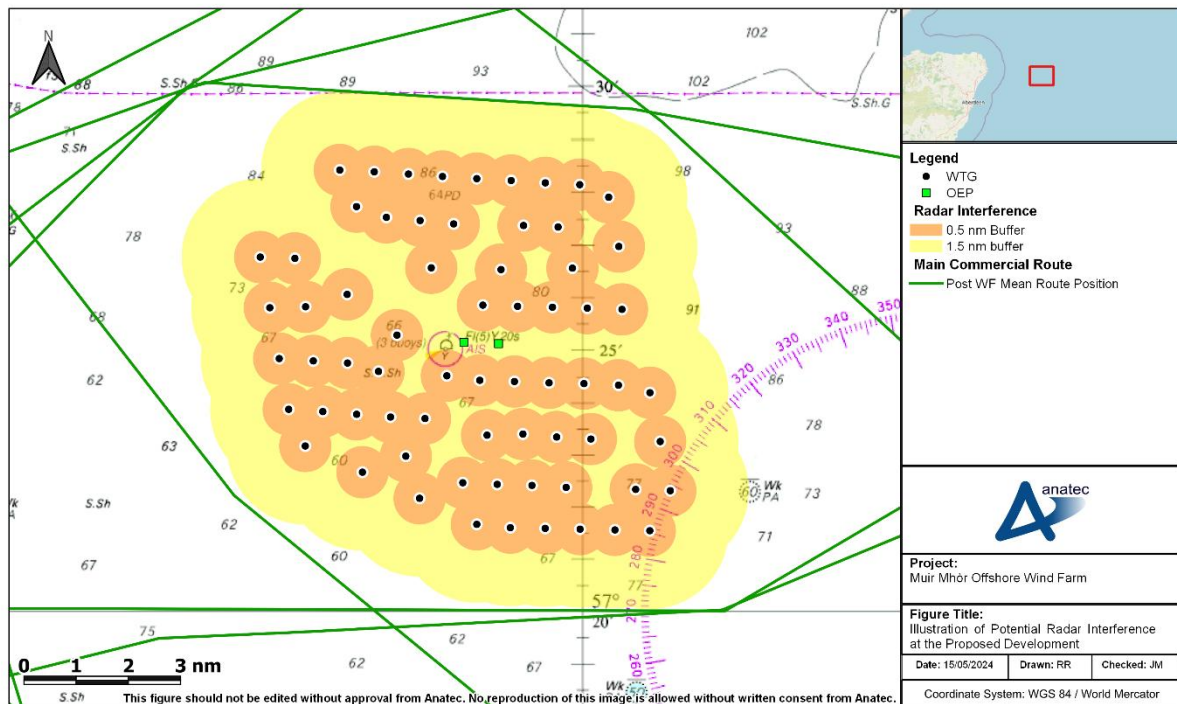 N
102
89
93
89
102
88
86
S.Sh
30'
S.Sh.G
78
71
S.Sh
84
86
98
64PD
93
78
73
80
88
91
68
67
66
(3 buoys)
Fl(5)Y.20s
AIS
Y
25'
350
340
330
320
310
300
290
280
270
260
62
86
67
78
63
60
77
60
Wk
PA
73
Wk
PA
S.Sh
62
71
60
67
67
77
57°
20'
75
62
62
67
S.Sh
Wk
50
0 1 2 3 nm
This figure should not be edited without approval from Anatec. No reproduction of this image is allowed without written consent from Anatec.
Aberdeen
Legend
WTG
OEP
Radar Interference
0.5 nm Buffer
1.5 nm buffer
Main Commercial Route
Post WF Mean Route Position
anatec
Project:
Muir Mhòr Offshore Wind Farm
Figure Title:
Illustration of Potential Radar Interference
at the Proposed Development
Date: 15/05/2024 Drawn: RR Checked: JM
Coordinate System: WGS 84 / World Mercator